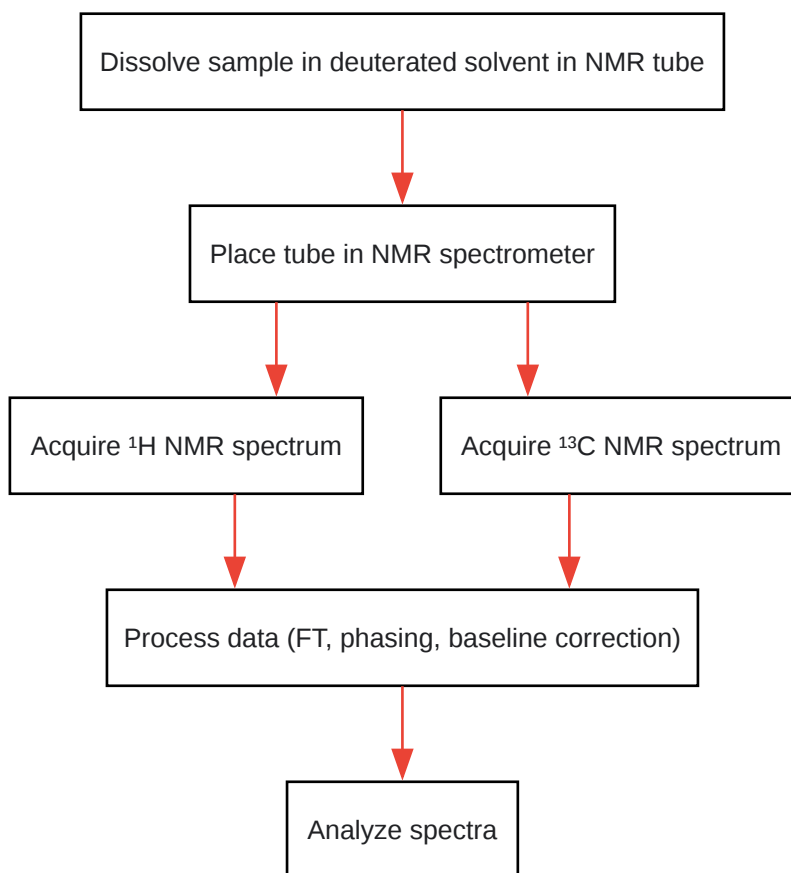 Dissolve sample in deuterated solvent in NMR tube
Place tube in NMR spectrometer
Acquire ¹H NMR spectrum
Acquire ¹³C NMR spectrum
Process data (FT, phasing, baseline correction)
Analyze spectra